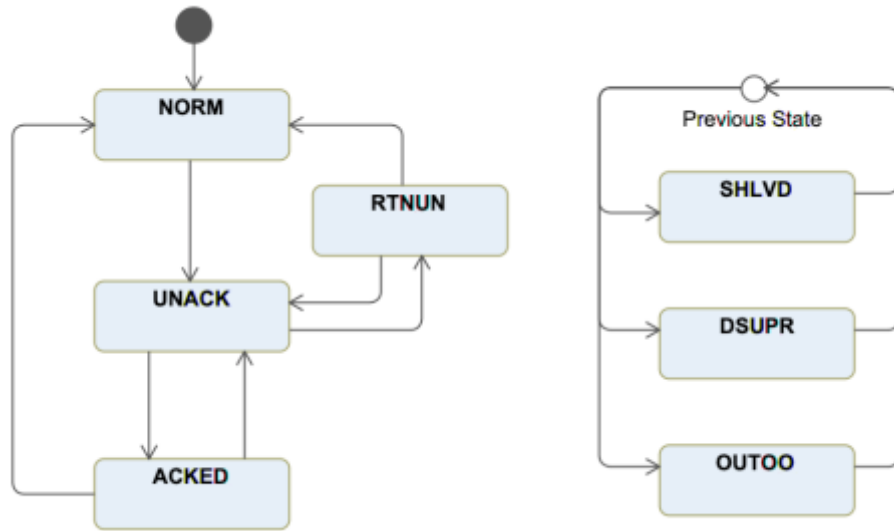 NORM
RTNUN
UNACK
ACKED
Previous State
SHLVD
DSUPR
OUTOO